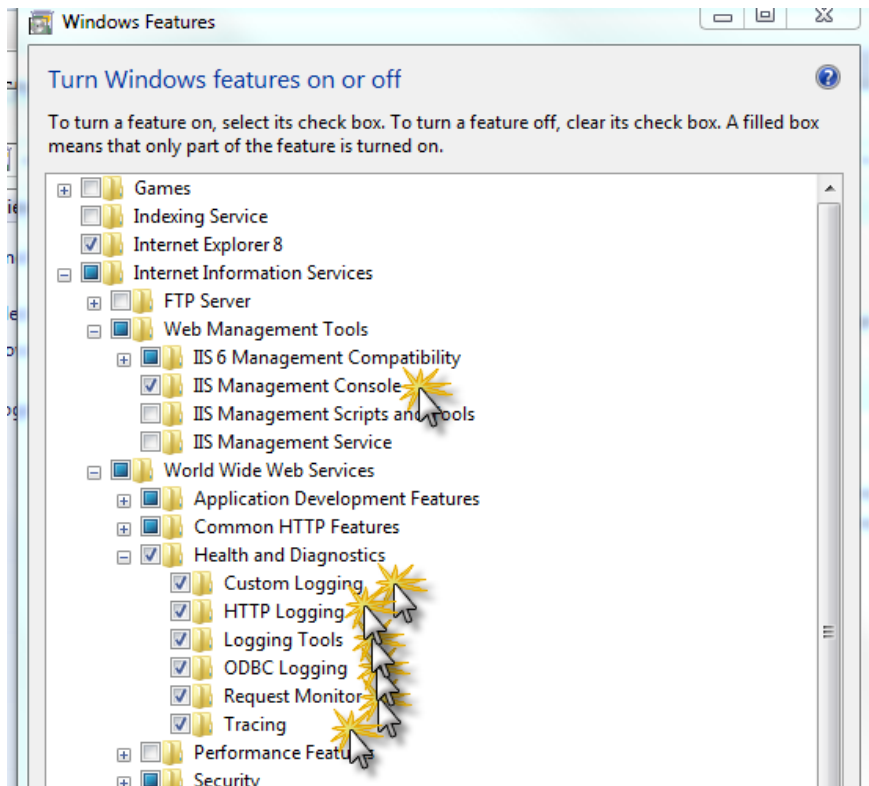 Windows Features
Turn Windows features on or off
To turn a feature on, select its check box. To turn a feature off, clear its check box. A filled box
means that only part of the feature is turned on.
Games
Indexing Service
Internet Explorer 8
Internet Information Services
FTP Server
Web Management Tools
IIS 6 Management Compatibility
IIS Management Console
IIS Management Scripts and Tools
IIS Management Service
World Wide Web Services
Application Development Features
Common HTTP Features
Health and Diagnostics
Custom Logging
HTTP Logging
Logging Tools
ODBC Logging
Request Monitor
Tracing
Performance Features
Security